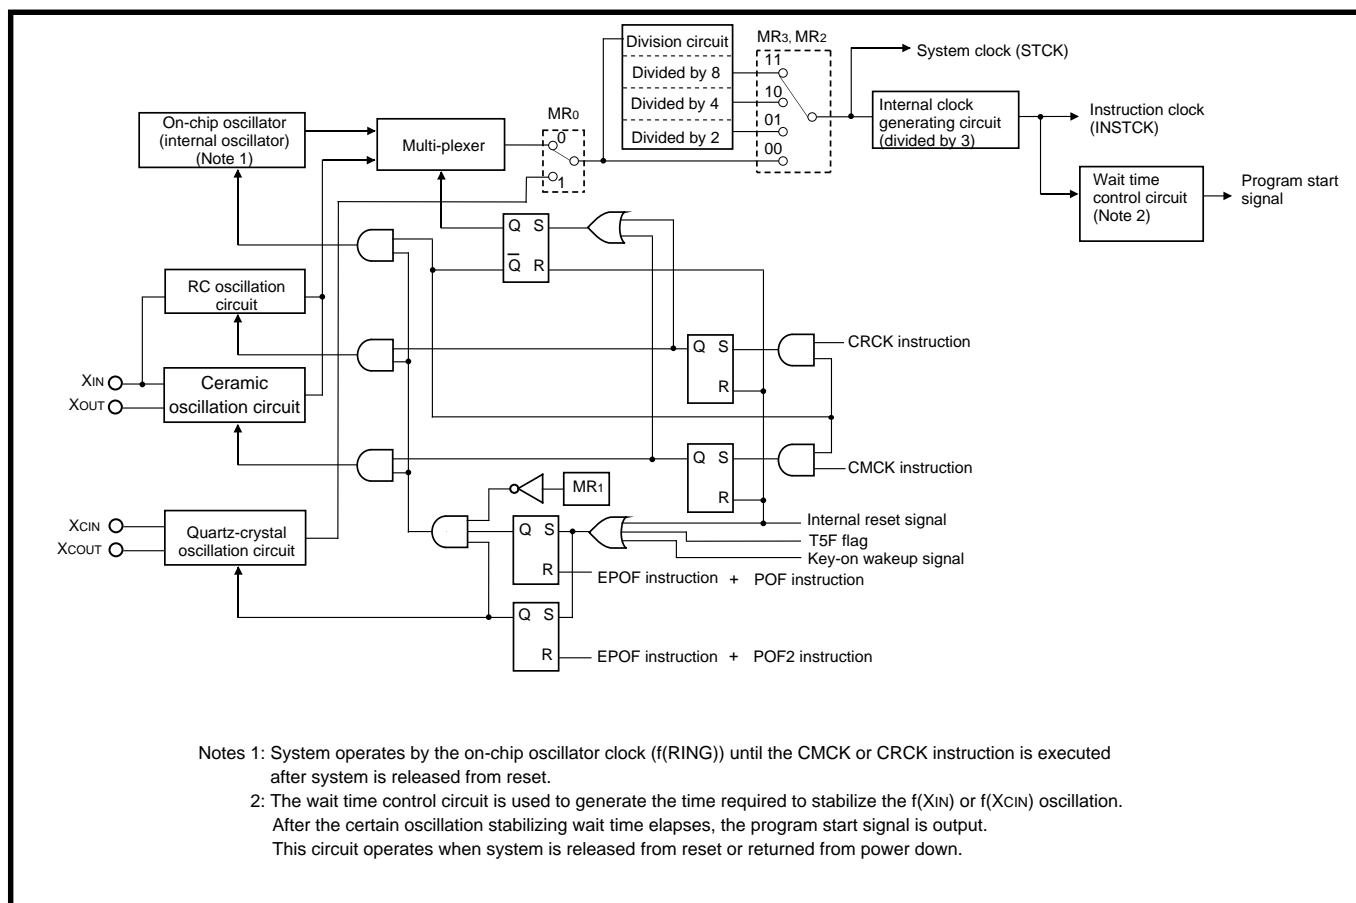 Division circuit
Divided by 8
Divided by 4
Divided by 2
MR3, MR2
11
10
01
00
System clock (STCK)
Internal clock
generating circuit
(divided by 3)
Instruction clock
(INSTCK)
Wait time
control circuit
(Note 2)
Program start
signal
On-chip oscillator
(internal oscillator)
(Note 1)
Multi-plexer
MR0
0
1
Q S
Q R
RC oscillation
circuit
XIN
XOUT
Ceramic
oscillation circuit
Q S
R
CRCK instruction
Q S
R
CMCK instruction
MR1
XCIN
XCOUT
Quartz-crystal
oscillation circuit
Q S
R
Internal reset signal
T5F flag
Key-on wakeup signal
EPOF instruction + POF instruction
Q S
R
EPOF instruction + POF2 instruction
Notes 1: System operates by the on-chip oscillator clock (f(RING)) until the CMCK or CRCK instruction is executed
after system is released from reset.
2: The wait time control circuit is used to generate the time required to stabilize the f(XIN) or f(XCIN) oscillation.
After the certain oscillation stabilizing wait time elapses, the program start signal is output.
This circuit operates when system is released from reset or returned from power down.